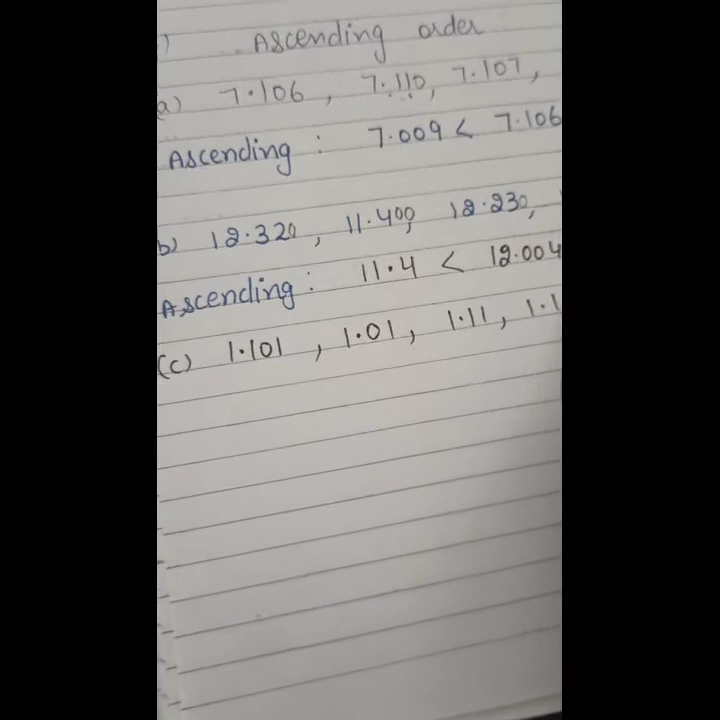 ) Ascending order
a) 7.106, 7.110, 7.107,
Ascending : 7.009 < 7.106
b) 12.320, 11.400, 12.230,
Ascending : 11.4 < 12.004
(c) 1.101, 1.01, 1.11, 1.1